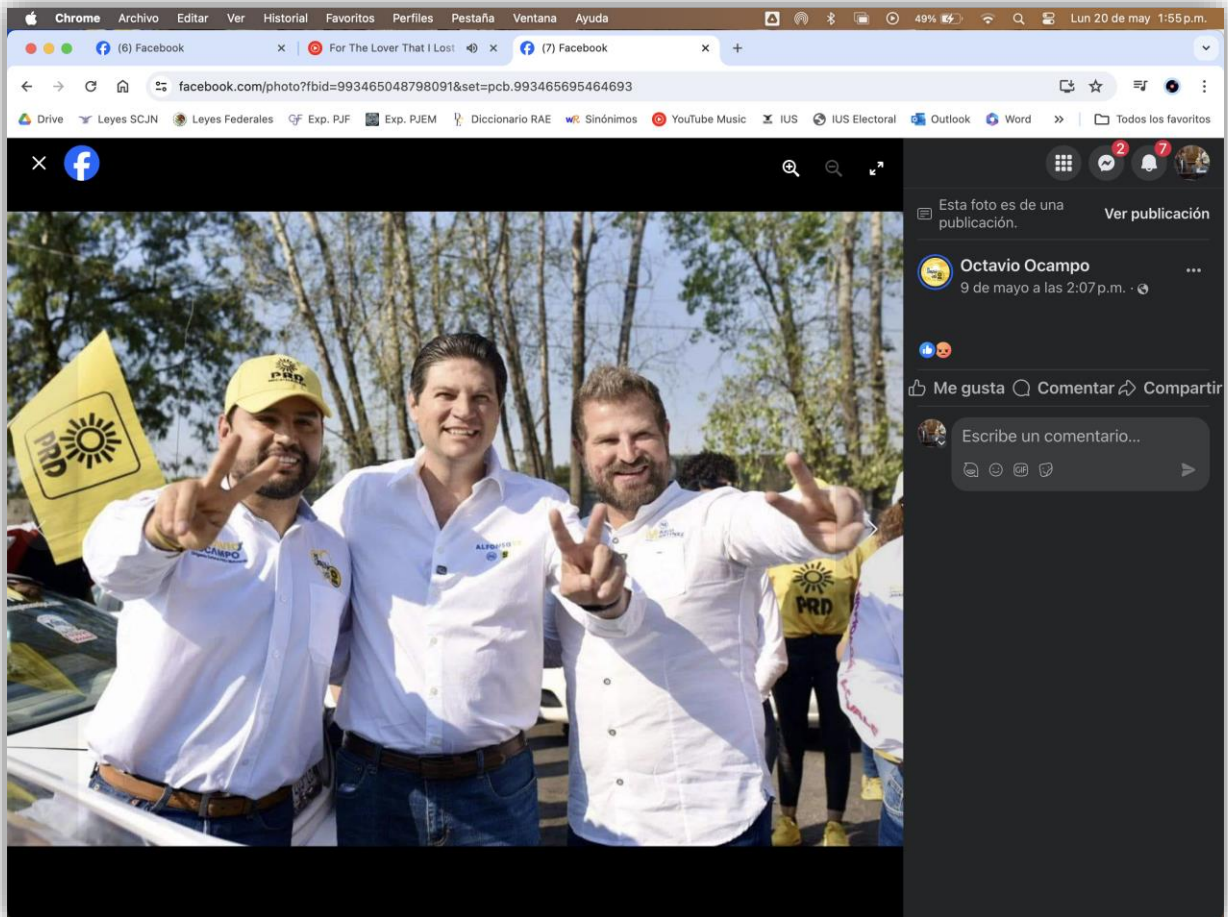 Chrome Archivo Editar Ver Historial Favoritos Perfiles Pestaña Ventana Ayuda 49% Lun 20 de may 1:55 p.m.
(6) Facebook For The Lover That I Lost (7) Facebook
facebook.com/photo?fbid=993465048798091&set=pcb.993465695464693
Drive Leyes SCJN Leyes Federales Exp. PJF Exp. PJEM Diccionario RAE Sinónimos YouTube Music IUS IUS Electoral Outlook Word Todos los favoritos
2 7
Esta foto es de una
publicación.
Ver publicación
Octavio Ocampo
9 de mayo a las 2:07 p.m.
Me gusta Comentar Compartir
Escribe un comentario...
GIF
PRD
PRD
OCAMPO
ALFONSO
PRD